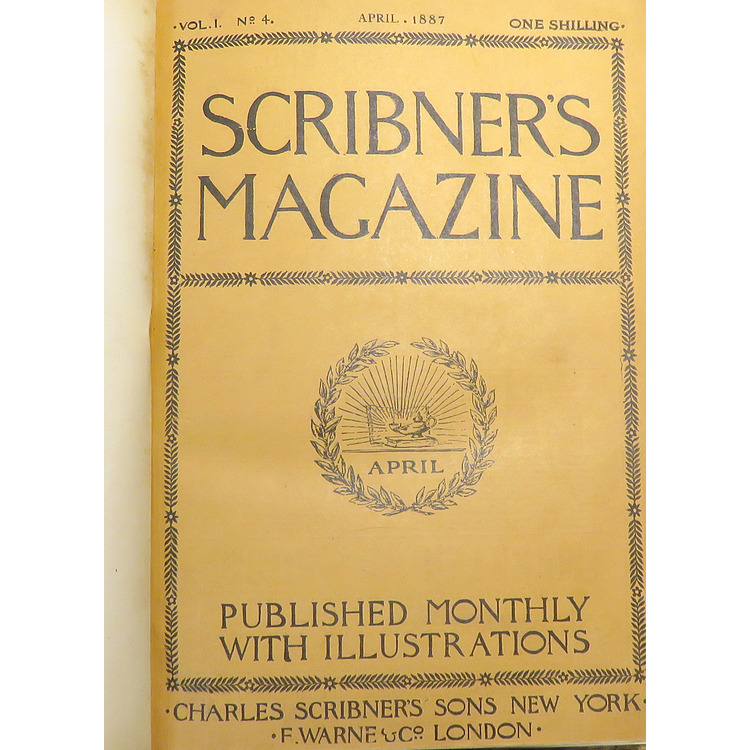 ·VOL. I. Nº 4. APRIL . 1887 ONE SHILLING·
SCRIBNER'S
MAGAZINE
APRIL
PUBLISHED MONTHLY
WITH ILLUSTRATIONS
·CHARLES SCRIBNER'S SONS NEW YORK·
·F. WARNE & Cº LONDON·